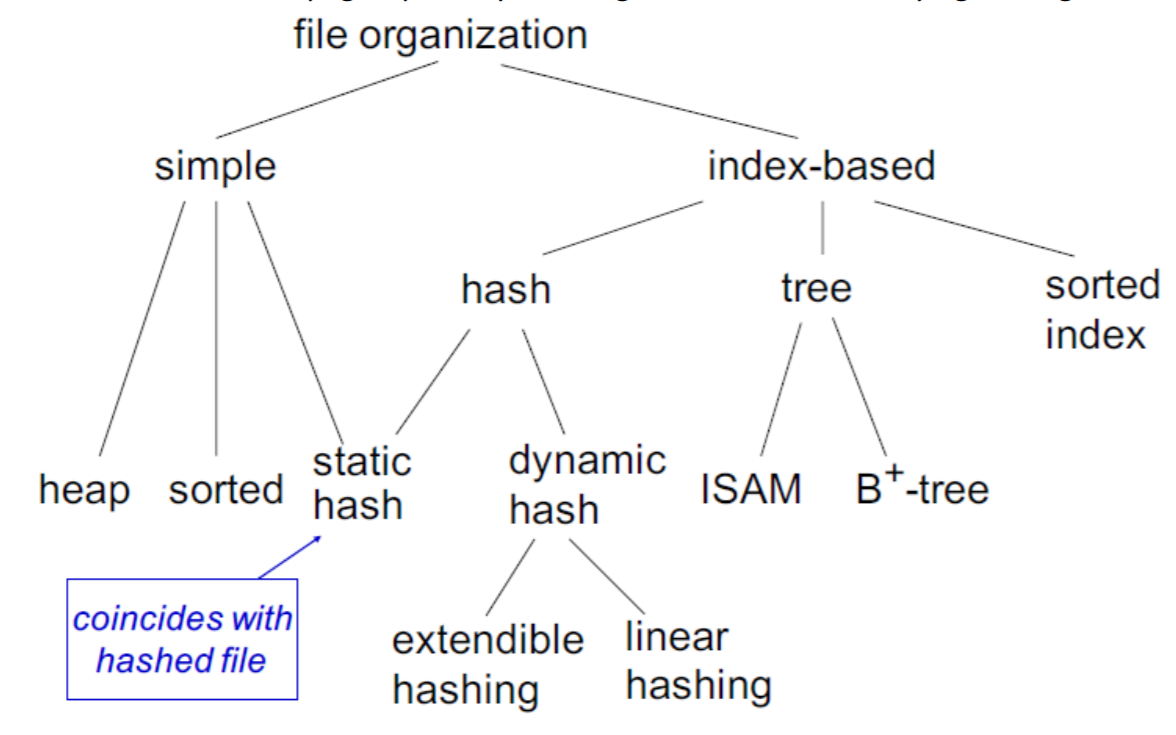 file organization
simple
index-based
hash
tree
sorted
index
heap
sorted
static
hash
dynamic
hash
ISAM
B+-tree
coincides with
hashed file
extendible
hashing
linear
hashing